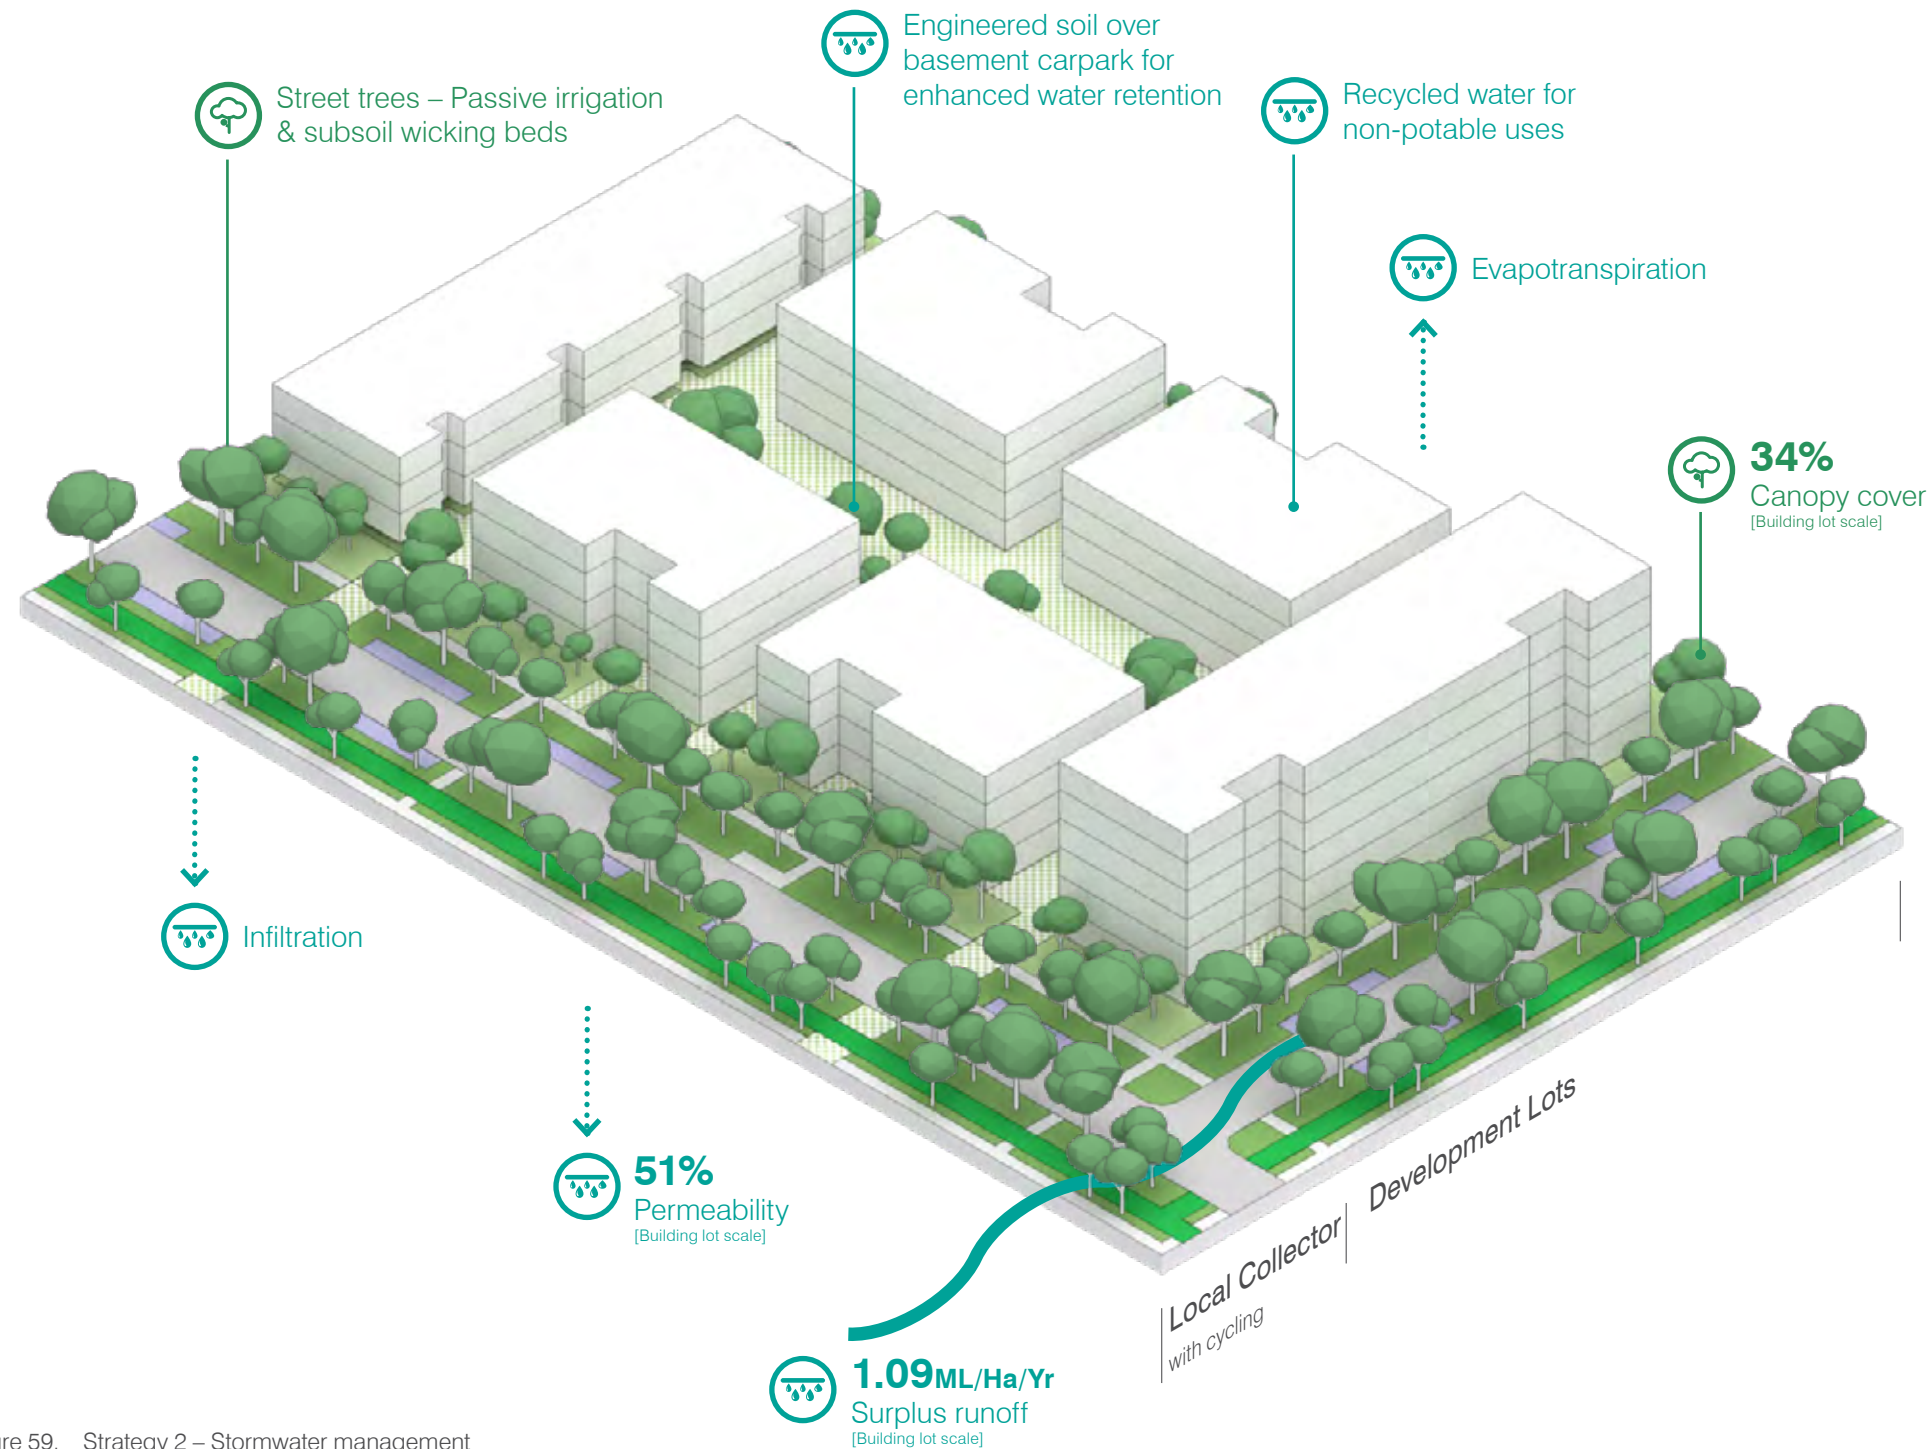 Engineered soil over
basement carpark for
enhanced water retention
Street trees – Passive irrigation
& subsoil wicking beds
Recycled water for
non-potable uses
Evapotranspiration
34%
Canopy cover
[Building lot scale]
Infiltration
51%
Permeability
[Building lot scale]
Development Lots
Local Collector
with cycling
1.09ML/Ha/Yr
Surplus runoff
[Building lot scale]
59. Strategy 2 – Stormwater management